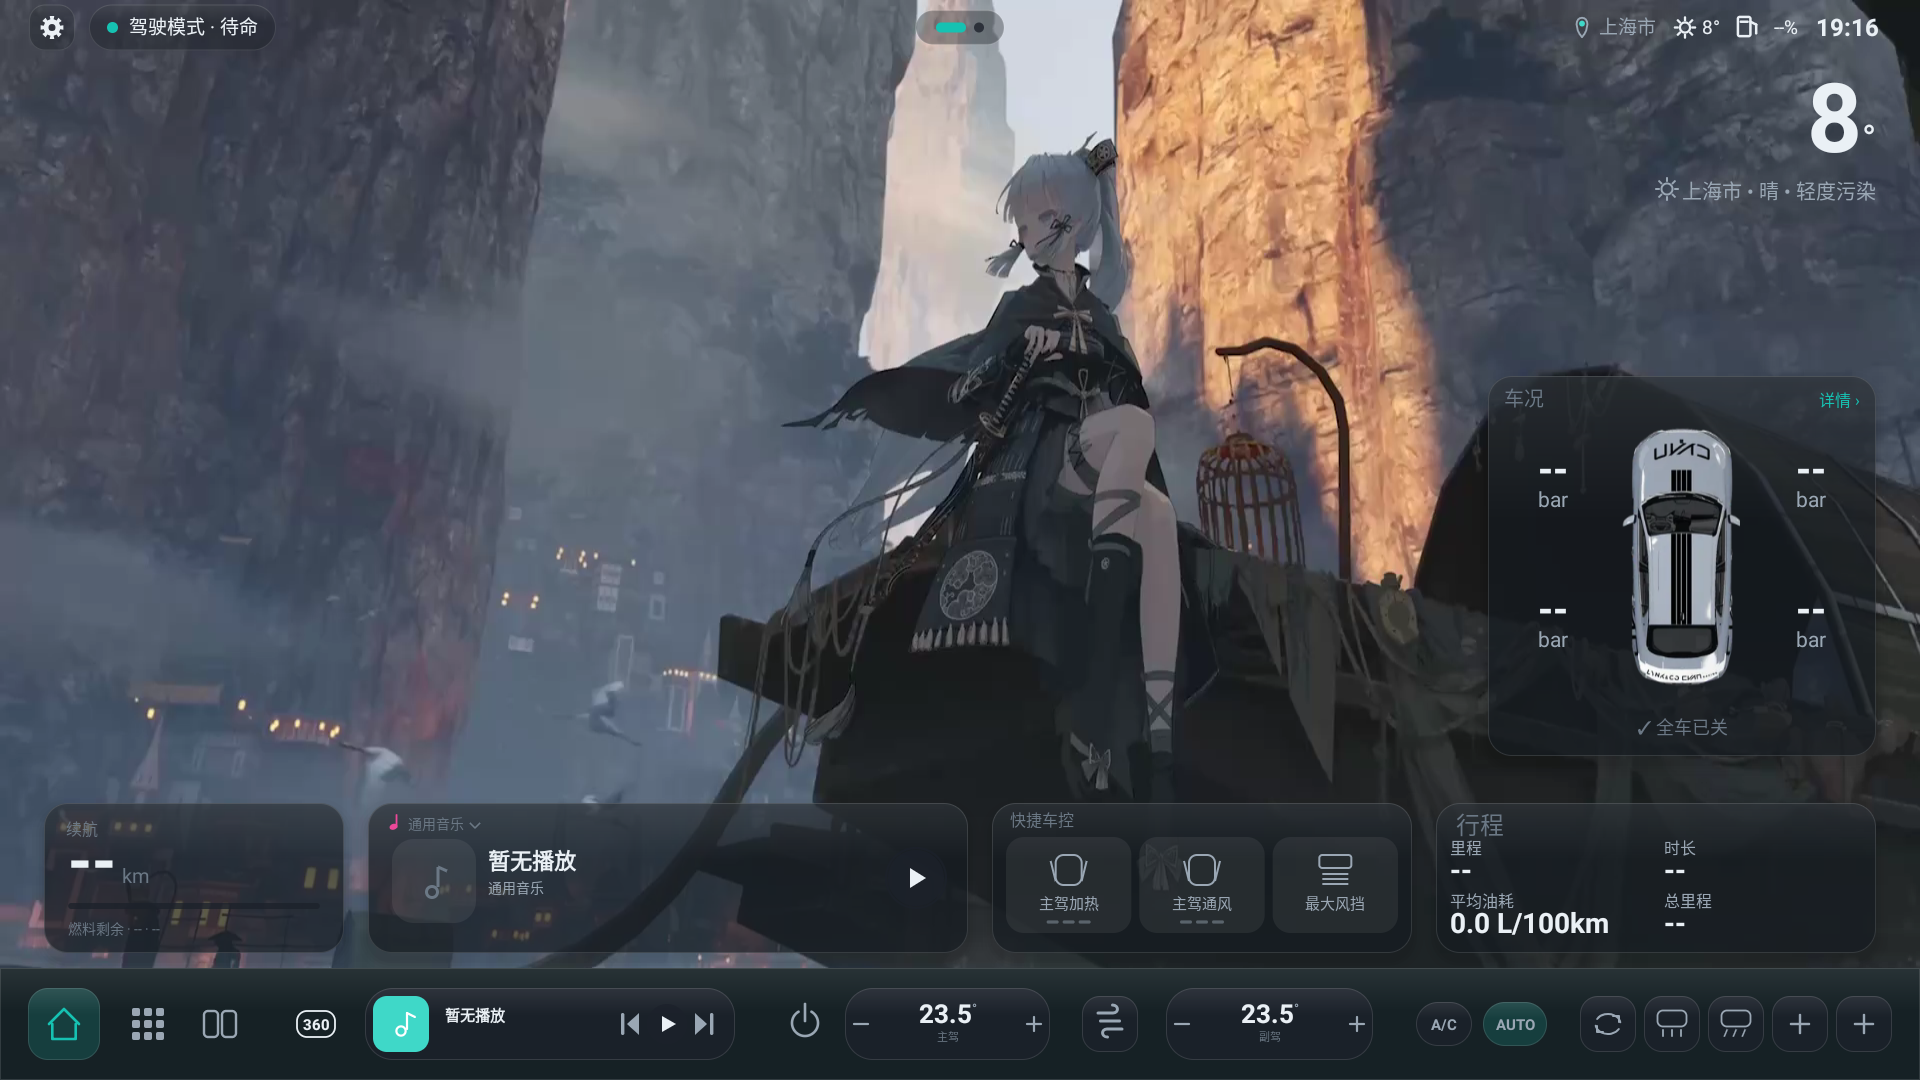 驾驶模式 · 待命
上海市 8° –% 19:16
8°
上海市 • 晴 • 轻度污染
车况 详情 ›
-- --
bar bar
-- --
bar bar
✓全车已关
续航
-- km
燃料剩余 · -- · --
通用音乐
暂无播放
通用音乐
快捷车控
主驾加热 主驾通风 最大风挡
行程
里程 时长
-- --
平均油耗 总里程
0.0 L/100km --
360
暂无播放
23.5°
主驾
23.5°
副驾
A/C AUTO